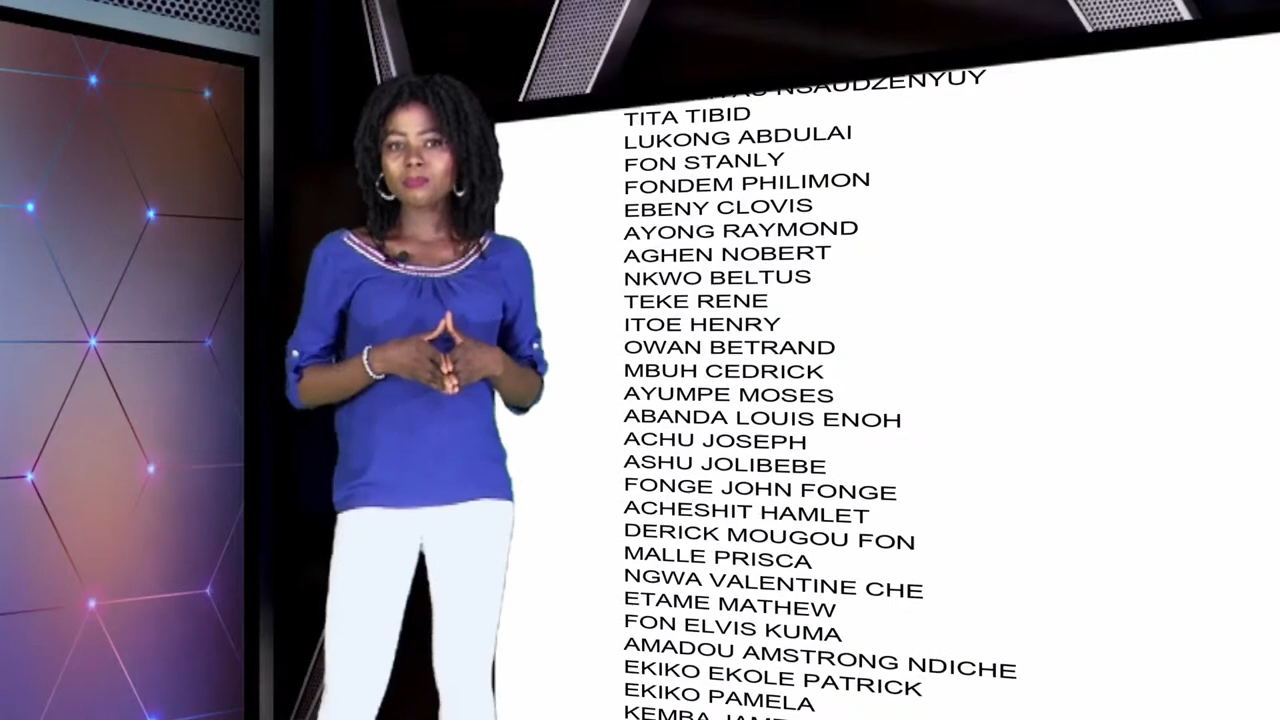 NSAUDZENYUY
TITA TIBID
LUKONG ABDULAI
FON STANLY
FONDEM PHILIMON
EBENY CLOVIS
AYONG RAYMOND
AGHEN NOBERT
NKWO BELTUS
TEKE RENE
ITOE HENRY
OWAN BETRAND
MBUH CEDRICK
AYUMPE MOSES
ABANDA LOUIS ENOH
ACHU JOSEPH
ASHU JOLIBEBE
FONGE JOHN FONGE
ACHESHIT HAMLET
DERICK MOUGOU FON
MALLE PRISCA
NGWA VALENTINE CHE
ETAME MATHEW
FON ELVIS KUMA
AMADOU AMSTRONG NDICHE
EKIKO EKOLE PATRICK
EKIKO PAMELA
KEMBA